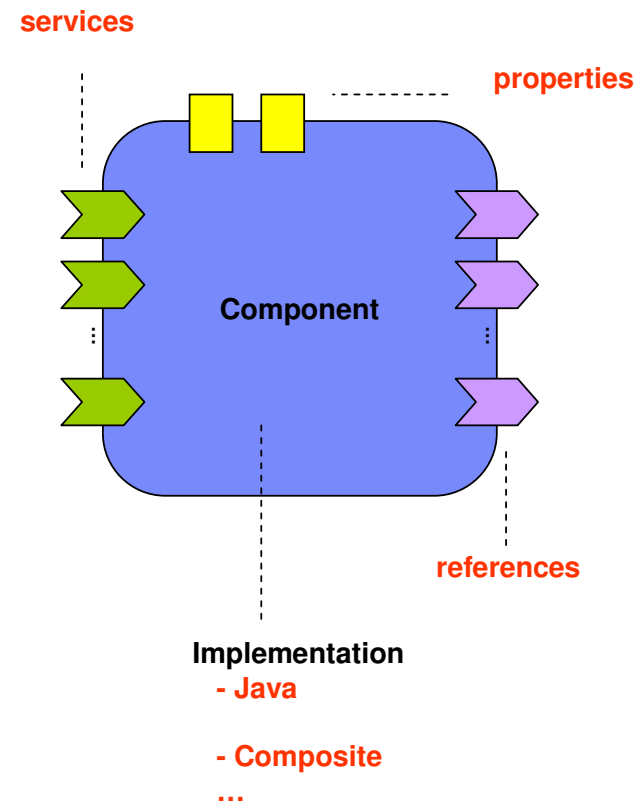 services
properties
...
Component
...
references
Implementation
- Java
- Composite
...